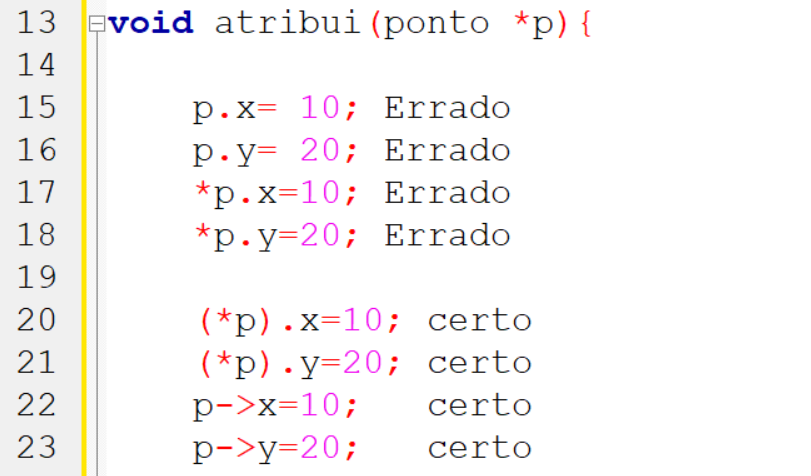 13 void atribui(ponto *p){
14
15 p.x= 10; Errado
16 p.y= 20; Errado
17 *p.x=10; Errado
18 *p.y=20; Errado
19
20 (*p).x=10; certo
21 (*p).y=20; certo
22 p->x=10; certo
23 p->y=20; certo